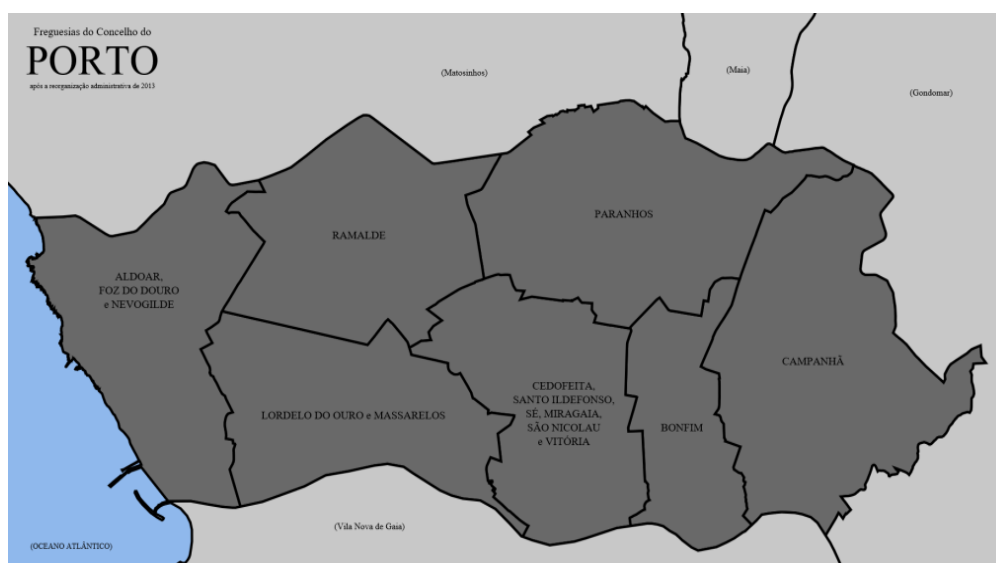 Freguesias do Concelho do
PORTO
após a reorganização administrativa de 2013
(Matosinhos)
(Maia)
(Gondomar)
PARANHOS
RAMALDE
ALDOAR,
FOZ DO DOURO
e NEVOGILDE
CAMPANHÃ
CEDOFEITA,
SANTO ILDEFONSO,
SÉ, MIRAGAIA,
SÃO NICOLAU
e VITÓRIA
LORDELO DO OURO e MASSARELOS
BONFIM
(Vila Nova de Gaia)
(OCEANO ATLÂNTICO)